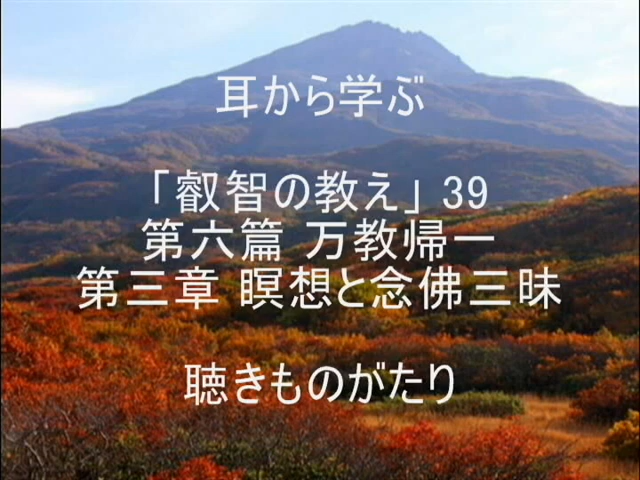 耳から学ぶ
「叡智の教え」39
第六篇 万教帰一
第三章 瞑想と念佛三昧
聴きものがたり